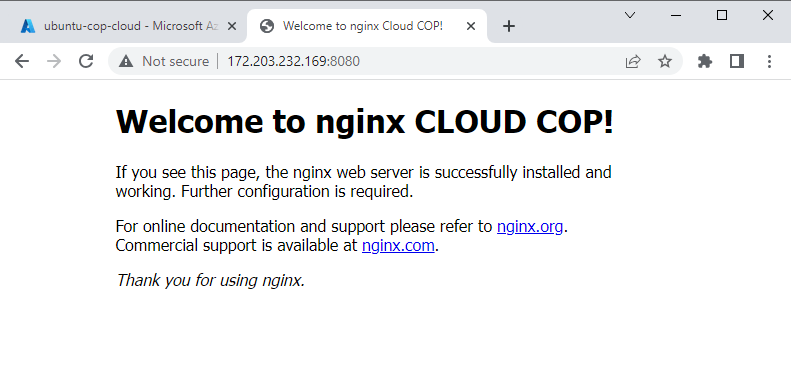 ubuntu-cop-cloud - Microsoft Az
Welcome to nginx Cloud COP!
Not secure
172.203.232.169:8080
Welcome to nginx CLOUD COP!
If you see this page, the nginx web server is successfully installed and
working. Further configuration is required.
For online documentation and support please refer to nginx.org.
Commercial support is available at nginx.com.
Thank you for using nginx.